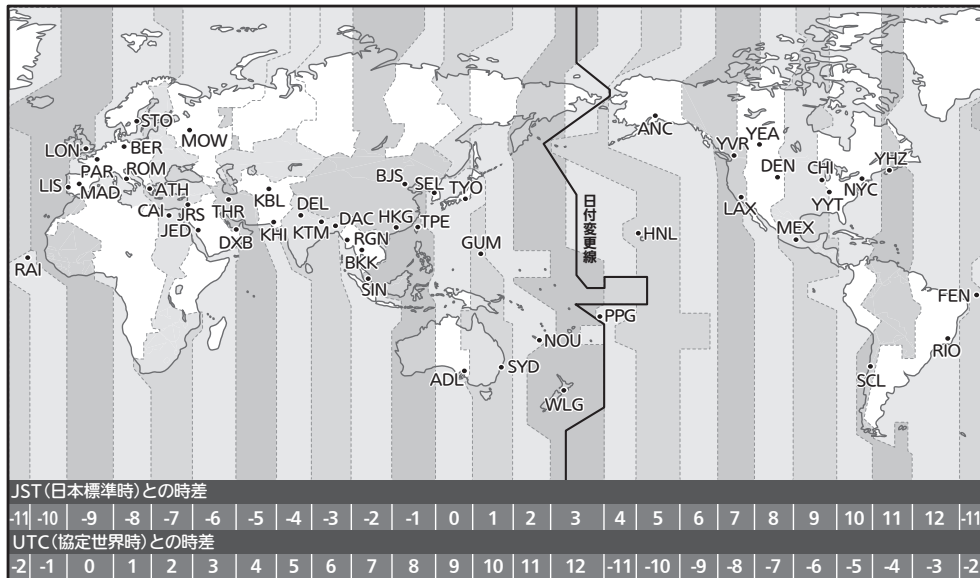 STO
MOW
LON
BER
ANC
YVR
YEA
PAR
ROM
DEN
CHI
YHZ
LIS
MAD
ATH
KBL
DEL
BJS
SEL
TYO
NYC
CAI
JRS
THR
DAC
HKG
LAX
YYT
JED
DXB
KHI
KTM
RGN
TPE
GUM
日付変更線
HNL
MEX
RAI
BKK
SIN
FEN
PPG
NOU
RIO
ADL
SYD
SCL
WLG
JST(日本標準時)との時差
-11 -10 -9 -8 -7 -6 -5 -4 -3 -2 -1 0 1 2 3 4 5 6 7 8 9 10 11 12 -11
UTC(協定世界時)との時差
-2 -1 0 1 2 3 4 5 6 7 8 9 10 11 12 -11 -10 -9 -8 -7 -6 -5 -4 -3 -2